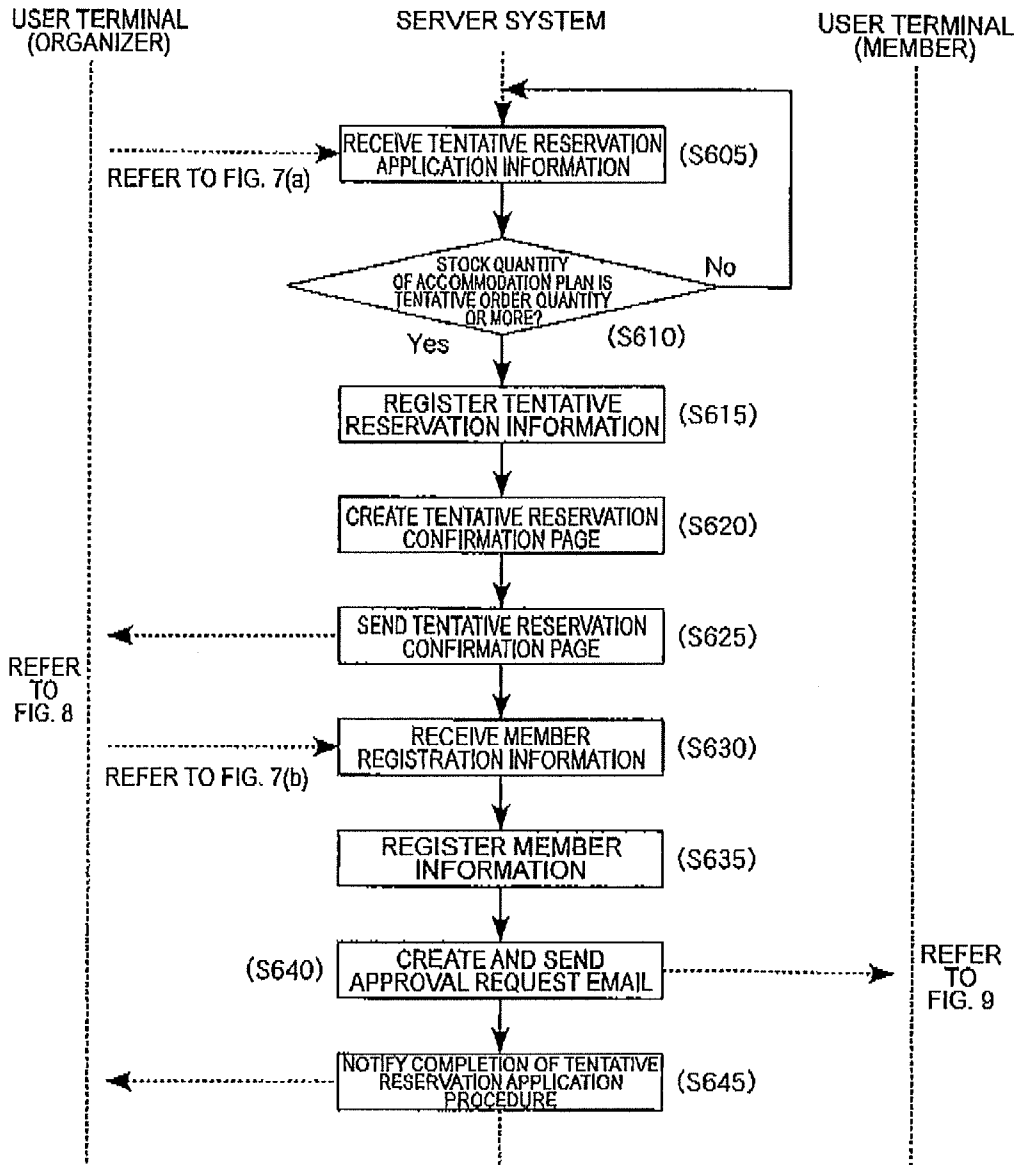 USER TERMINAL
(ORGANIZER)
SERVER SYSTEM
USER TERMINAL
(MEMBER)
RECEIVE TENTATIVE RESERVATION
APPLICATION INFORMATION
(S605)
REFER TO FIG. 7(a)
STOCK QUANTITY
OF ACCOMMODATION PLAN IS
TENTATIVE ORDER QUANTITY
OR MORE?
No
(S610)
Yes
REGISTER TENTATIVE
RESERVATION INFORMATION
(S615)
CREATE TENTATIVE RESERVATION
CONFIRMATION PAGE
(S620)
SEND TENTATIVE RESERVATION
CONFIRMATION PAGE
(S625)
REFER
TO
FIG. 8
RECEIVE MEMBER
REGISTRATION INFORMATION
(S630)
REFER TO FIG. 7(b)
REGISTER MEMBER
INFORMATION
(S635)
(S640)
CREATE AND SEND
APPROVAL REQUEST EMAIL
REFER
TO
FIG. 9
NOTIFY COMPLETION OF TENTATIVE
RESERVATION APPLICATION
PROCEDURE
(S645)